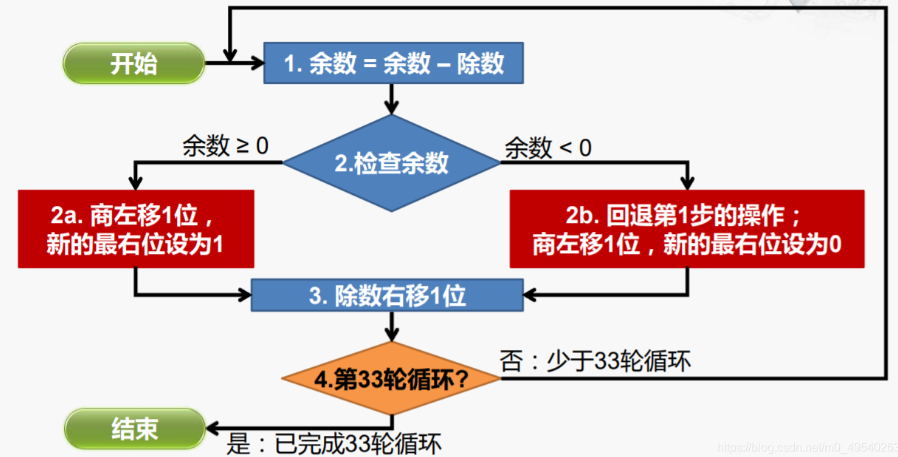 开始
1. 余数 = 余数 – 除数
余数 ≥ 0
2.检查余数
余数 < 0
2a. 商左移1位，
新的最右位设为1
2b. 回退第1步的操作；
商左移1位，新的最右位设为0
3. 除数右移1位
否：少于33轮循环
4.第33轮循环?
结束
是：已完成33轮循环
https://blog.csdn.net/m0_49540263